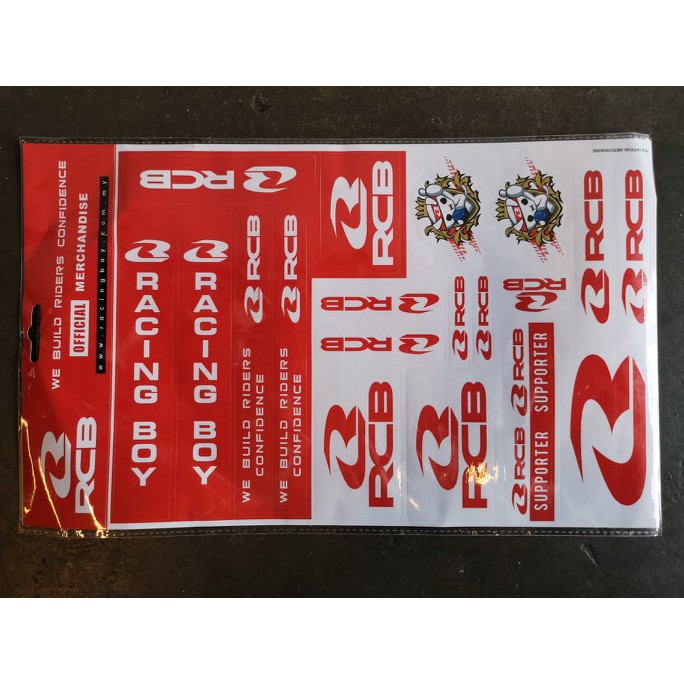 WE BUILD RIDERS CONFIDENCE
OFFICIAL MERCHANDISE
www.racingboy.com.my
RCB
RCB
RACING BOY
RACING BOY
RCB
RCB
WE BUILD RIDERS
CONFIDENCE
WE BUILD RIDERS
CONFIDENCE
RCB
RCB
RCB
RCB
RCB
RCB
RCB
RCB
RCB
RCB
SUPPORTER
SUPPORTER
RCB
RCB
OFFICIAL MERCHANDISE